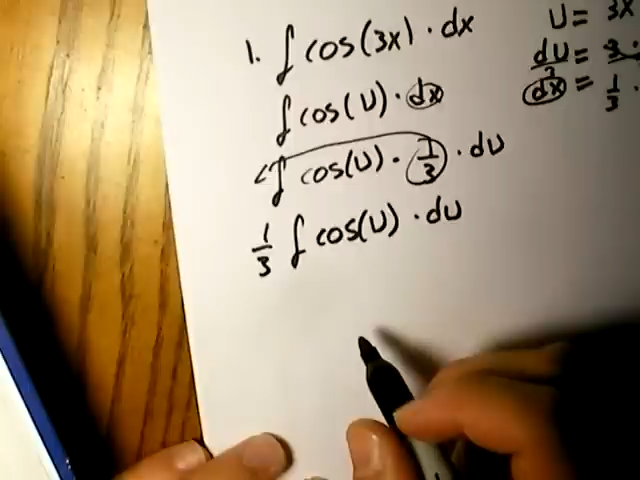 1. ∫ cos(3x) · dx
∫ cos(U) · dx
∫ cos(U) · 1/3 · dU
1/3 ∫ cos(U) · dU
U = 3x
dU = 3 ·
dx = 1/3 ·